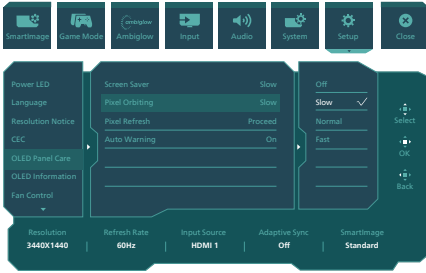 SmartImage Game Mode Ambiglow Input Audio System Setup Close
ambiglow
Power LED
Language
Resolution Notice
CEC
OLED Panel Care
OLED Information
Fan Control
Screen Saver Slow
Pixel Orbiting Slow
Pixel Refresh Proceed
Auto Warning On
Off
Slow
Normal
Fast
Select
OK
Back
Resolution Refresh Rate Input Source Adaptive Sync SmartImage
3440X1440 60Hz HDMI 1 Off Standard